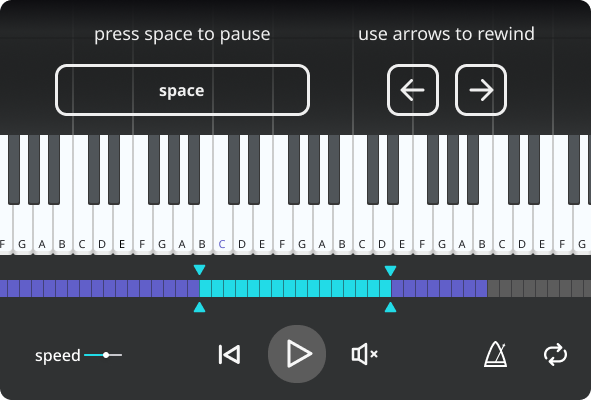 press space to pause use arrows to rewind
space
F G A B C D E F G A B C D E F G A B C D E F G A B C D E F G
speed